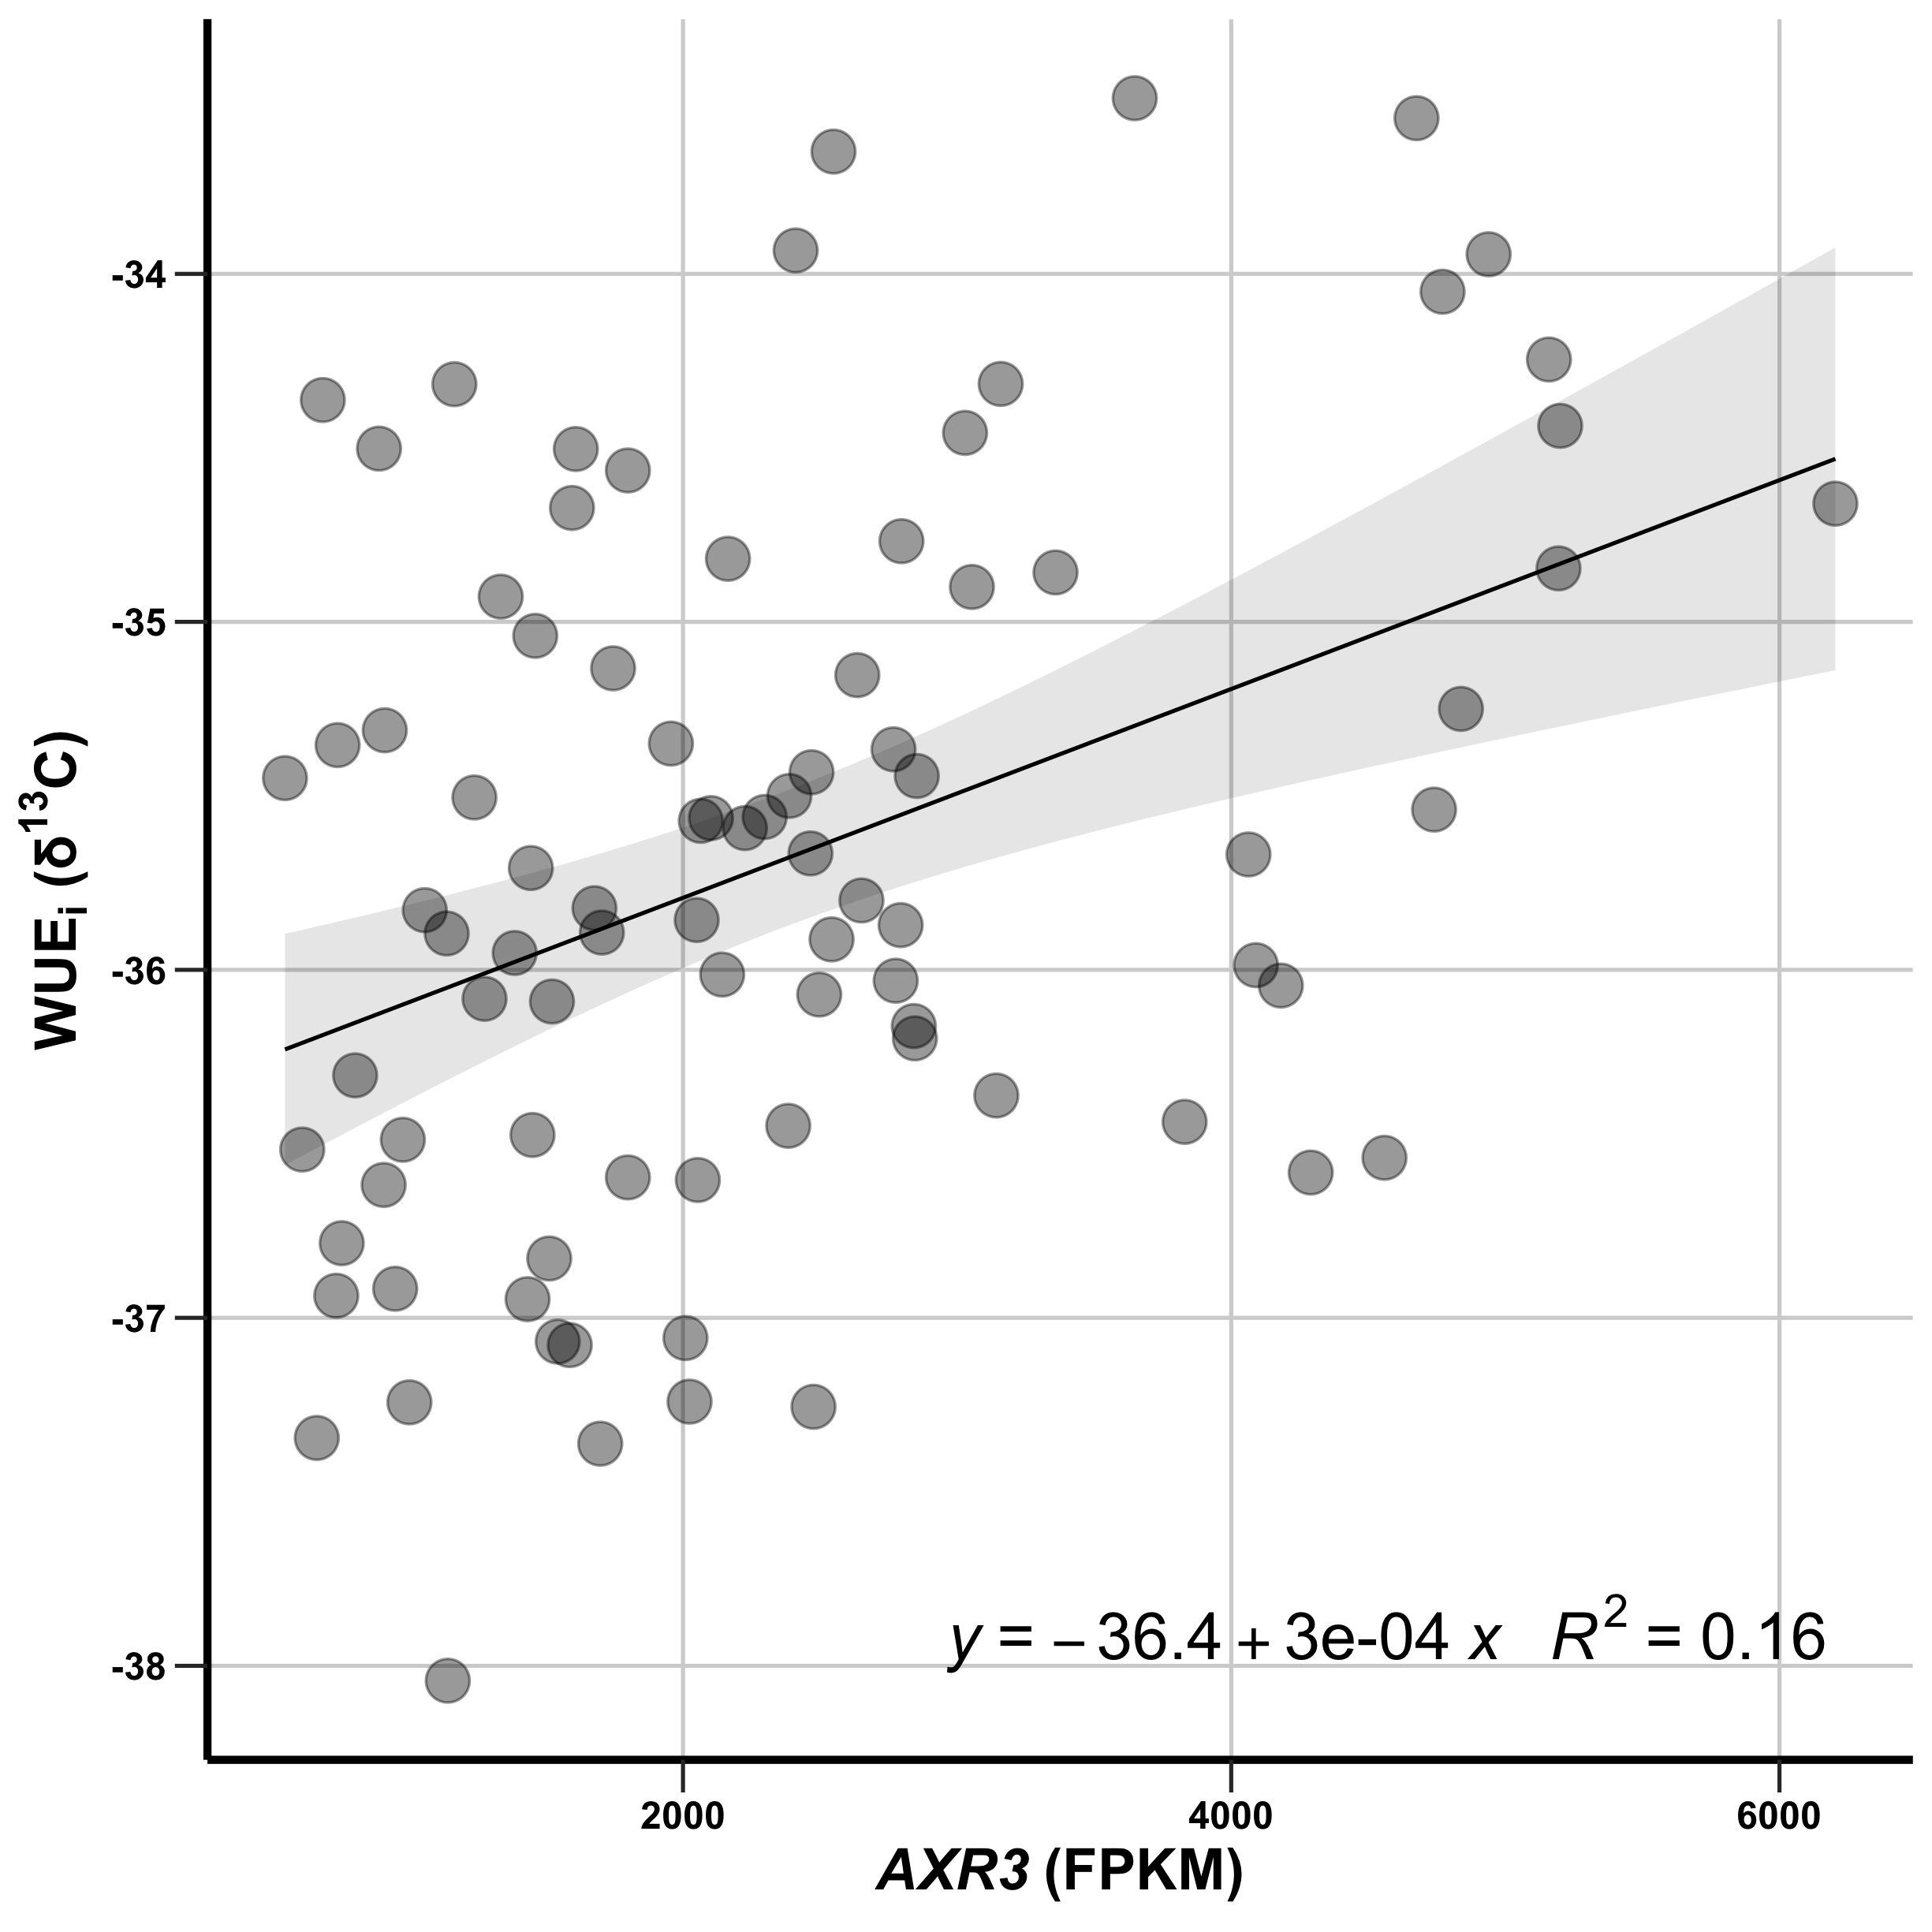 -34
-35
-36
-37
-38
WUEᵢ (δ¹³C)
y = − 36.4 + 3e-04 x R² = 0.16
2000 4000 6000
AXR3 (FPKM)